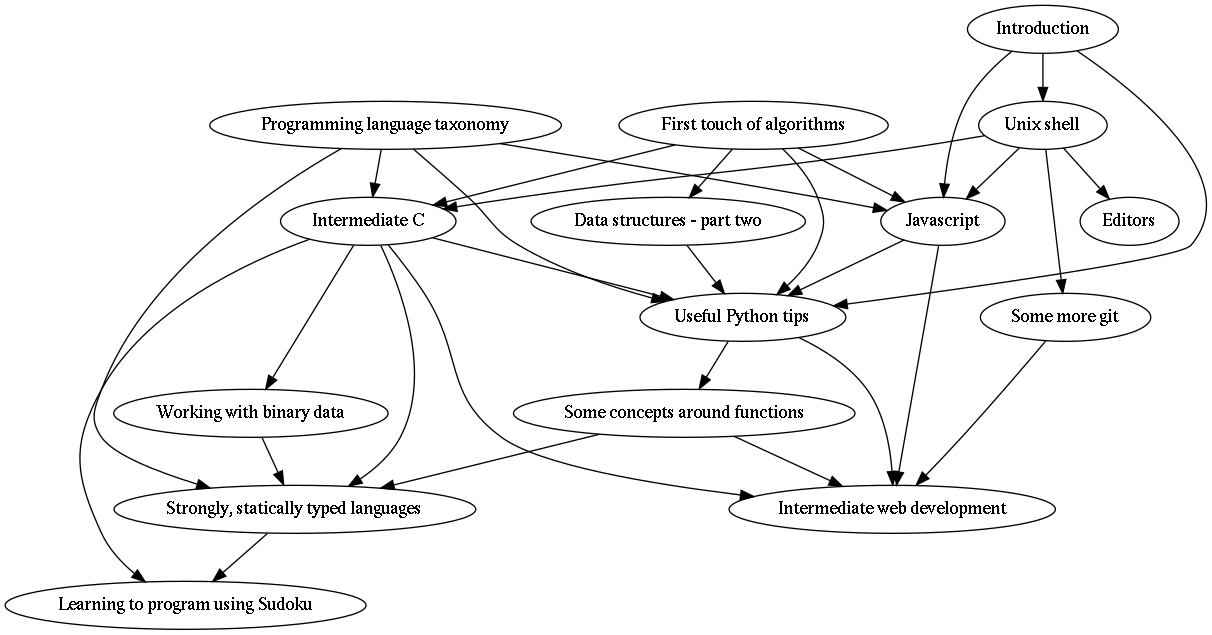 Introduction
Programming language taxonomy
First touch of algorithms
Unix shell
Intermediate C
Data structures - part two
Javascript
Editors
Useful Python tips
Some more git
Working with binary data
Some concepts around functions
Strongly, statically typed languages
Intermediate web development
Learning to program using Sudoku